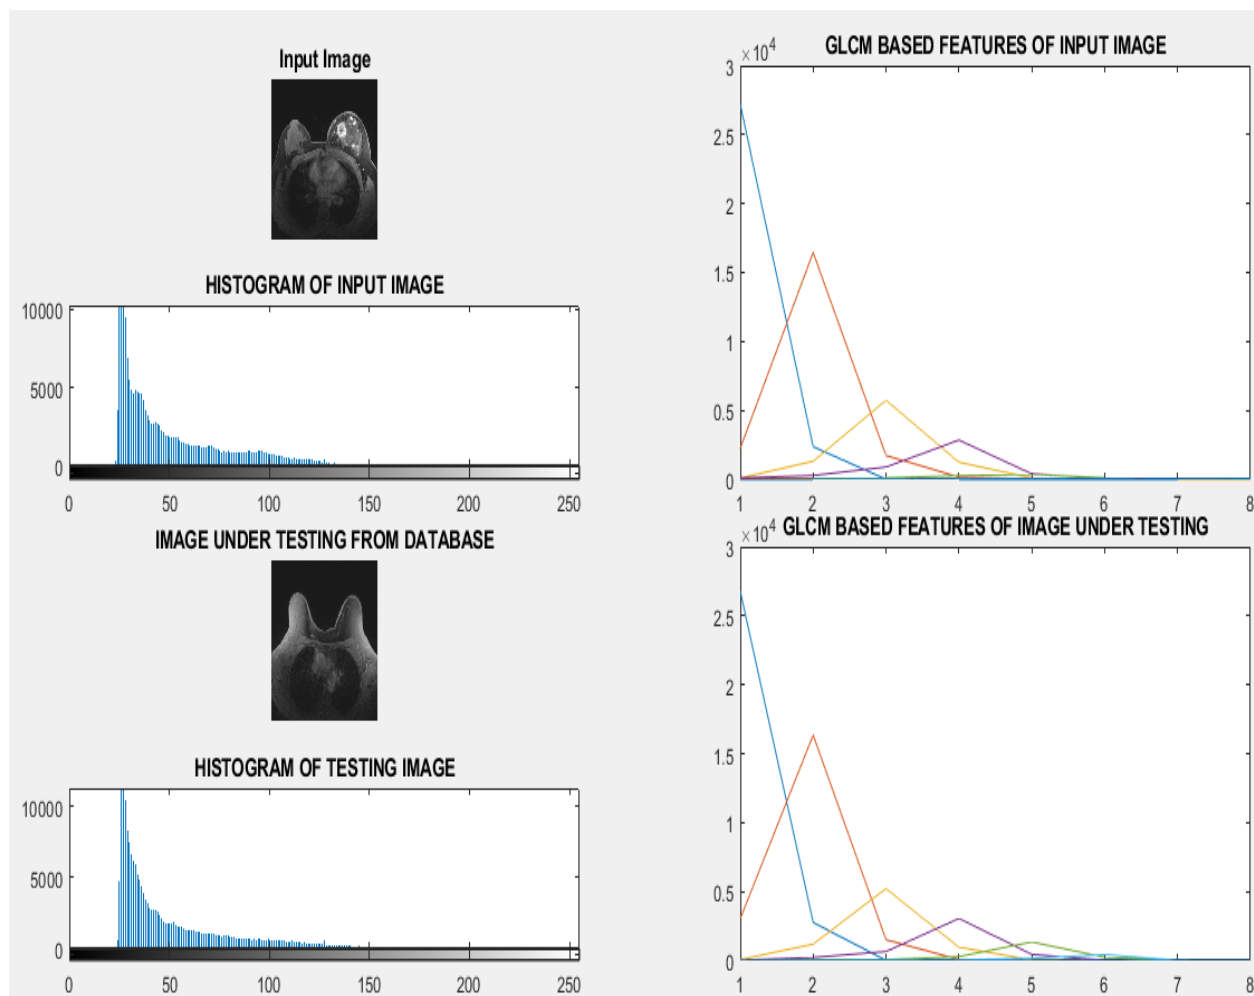 Input Image
HISTOGRAM OF INPUT IMAGE
10000
5000
0
0 50 100 150 200 250
IMAGE UNDER TESTING FROM DATABASE
HISTOGRAM OF TESTING IMAGE
10000
5000
0
0 50 100 150 200 250
GLCM BASED FEATURES OF INPUT IMAGE
×10⁴
3
2.5
2
1.5
1
0.5
0
1 2 3 4 5 6 7 8
GLCM BASED FEATURES OF IMAGE UNDER TESTING
×10⁴
3
2.5
2
1.5
1
0.5
0
1 2 3 4 5 6 7 8